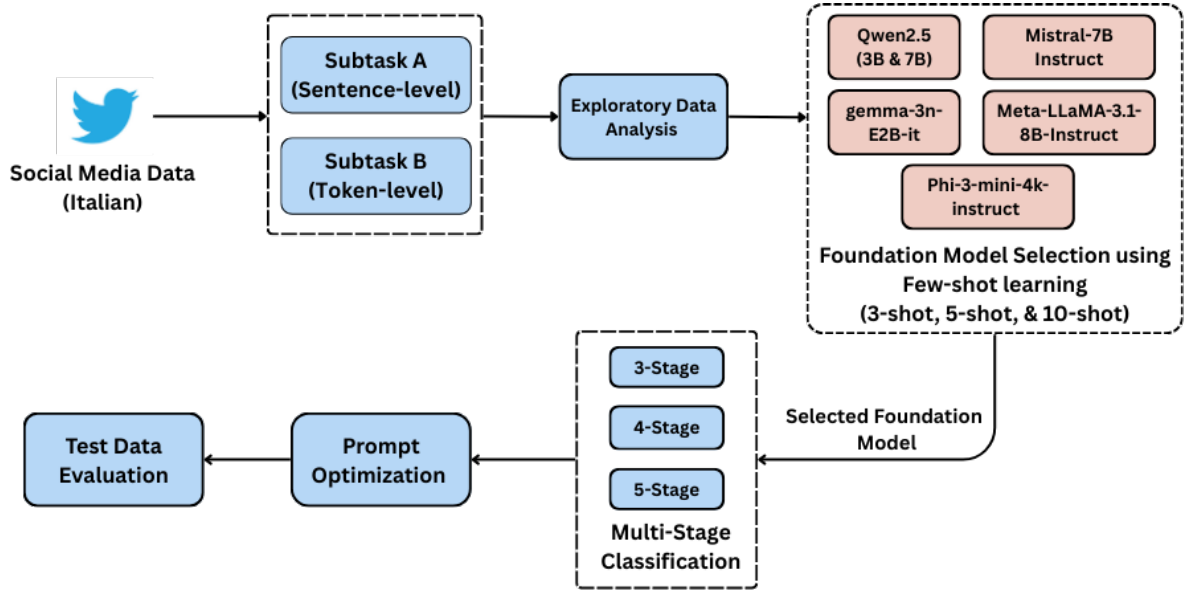 Social Media Data
(Italian)
Subtask A
(Sentence-level)
Subtask B
(Token-level)
Exploratory Data
Analysis
Qwen2.5
(3B & 7B)
Mistral-7B
Instruct
gemma-3n-
E2B-it
Meta-LLaMA-3.1-
8B-Instruct
Phi-3-mini-4k-
instruct
Foundation Model Selection using
Few-shot learning
(3-shot, 5-shot, & 10-shot)
Selected Foundation
Model
3-Stage
4-Stage
5-Stage
Multi-Stage
Classification
Prompt
Optimization
Test Data
Evaluation